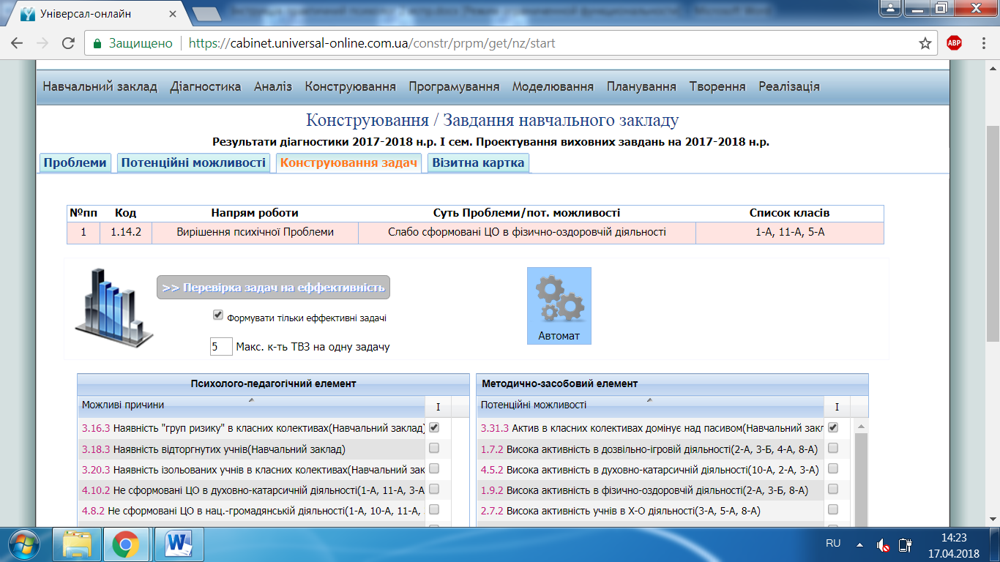 Універсал-онлайн
Защищено
https://cabinet.universal-online.com.ua/constr/prpm/get/nz/start
ABP
Навчальний заклад Діагностика Аналіз Конструювання Програмування Моделювання Планування Творення Реалізація
Конструювання / Завдання навчального закладу
Результати діагностики 2017-2018 н.р. I сем. Проектування виховних завдань на 2017-2018 н.р.
Проблеми Потенційні можливості Конструювання задач Візитна картка
№пп Код Напрям роботи Суть Проблеми/пот. можливості Список класів
1 1.14.2 Вирішення психічної Проблеми Слабо сформовані ЦО в фізично-оздоровчій діяльності 1-А, 11-А, 5-А
>> Перевірка задач на еффективність
Формувати тільки еффективні задачі
5 Макс. к-ть ТВЗ на одну задачу
Автомат
Психолого-педагогічний елемент Методично-засобовий елемент
Можливі причини I Потенційні можливості I
3.16.3 Наявність "груп ризику" в класних колективах(Навчальний заклад) 3.31.3 Актив в класних колективах домінує над пасивом(Навчальний закл
3.18.3 Наявність відторгнутих учнів(Навчальний заклад) 1.7.2 Висока активність в дозвільно-ігровій діяльності(2-А, 3-Б, 4-А, 8-А)
3.20.3 Наявність ізольованих учнів в класних колективах(Навчальний зак 4.5.2 Висока активність в духовно-катарсичній діяльності(10-А, 2-А, 3-А)
4.10.2 Не сформовані ЦО в духовно-катарсичній діяльності(1-А, 11-А, 3-А 1.9.2 Висока активність в фізично-оздоровчій діяльності(2-А, 3-Б, 8-А)
4.8.2 Не сформовані ЦО в нац.-громадянській діяльності(1-А, 10-А, 11-А, 2.7.2 Висока активність учнів в Х-О діяльності(3-А, 5-А, 8-А)
RU
14:23
17.04.2018